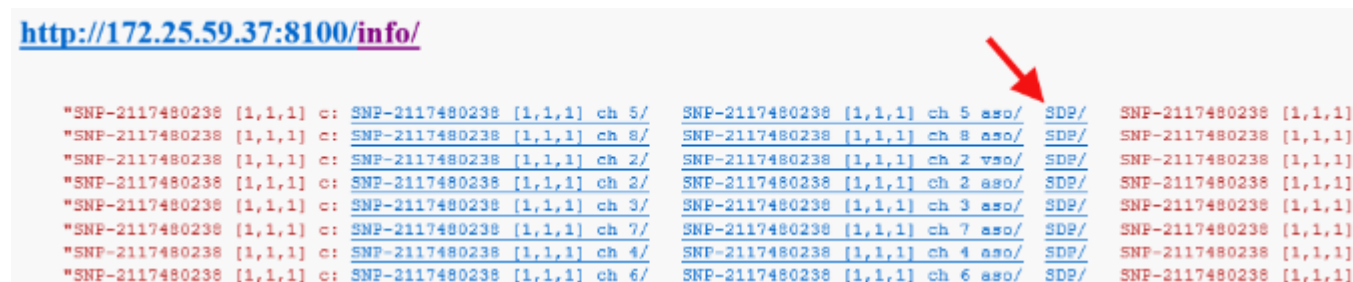 http://172.25.59.37:8100/info/
"SNP-2117480238 [1,1,1] c: SNP-2117480238 [1,1,1] ch 5/ SNP-2117480238 [1,1,1] ch 5 aso/ SDP/ SNP-2117480238 [1,1,1]
"SNP-2117480238 [1,1,1] c: SNP-2117480238 [1,1,1] ch 8/ SNP-2117480238 [1,1,1] ch 8 aso/ SDP/ SNP-2117480238 [1,1,1]
"SNP-2117480238 [1,1,1] c: SNP-2117480238 [1,1,1] ch 2/ SNP-2117480238 [1,1,1] ch 2 vso/ SDP/ SNP-2117480238 [1,1,1]
"SNP-2117480238 [1,1,1] c: SNP-2117480238 [1,1,1] ch 2/ SNP-2117480238 [1,1,1] ch 2 aso/ SDP/ SNP-2117480238 [1,1,1]
"SNP-2117480238 [1,1,1] c: SNP-2117480238 [1,1,1] ch 3/ SNP-2117480238 [1,1,1] ch 3 aso/ SDP/ SNP-2117480238 [1,1,1]
"SNP-2117480238 [1,1,1] c: SNP-2117480238 [1,1,1] ch 7/ SNP-2117480238 [1,1,1] ch 7 aso/ SDP/ SNP-2117480238 [1,1,1]
"SNP-2117480238 [1,1,1] c: SNP-2117480238 [1,1,1] ch 4/ SNP-2117480238 [1,1,1] ch 4 aso/ SDP/ SNP-2117480238 [1,1,1]
"SNP-2117480238 [1,1,1] c: SNP-2117480238 [1,1,1] ch 6/ SNP-2117480238 [1,1,1] ch 6 aso/ SDP/ SNP-2117480238 [1,1,1]